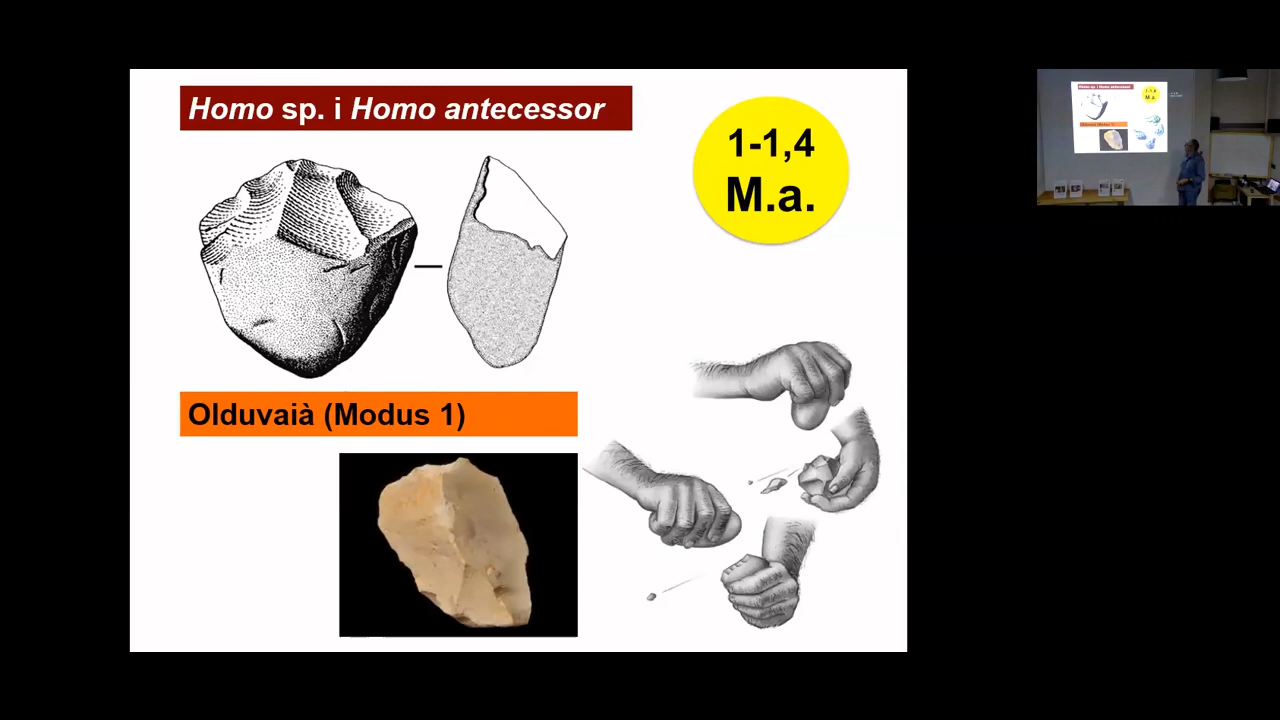 Homo sp. i Homo antecessor
1-1,4
M.a.
Olduvaià (Modus 1)